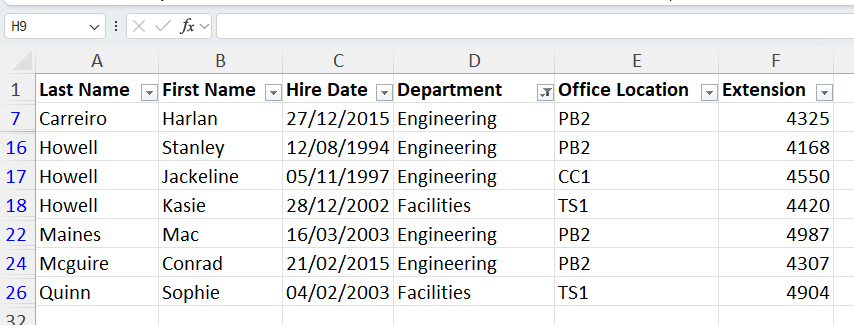 H9 fx
A B C D E F
1 Last Name First Name Hire Date Department Office Location Extension
7 Carreiro Harlan 27/12/2015 Engineering PB2 4325
16 Howell Stanley 12/08/1994 Engineering PB2 4168
17 Howell Jackeline 05/11/1997 Engineering CC1 4550
18 Howell Kasie 28/12/2002 Facilities TS1 4420
22 Maines Mac 16/03/2003 Engineering PB2 4987
24 Mcguire Conrad 21/02/2015 Engineering PB2 4307
26 Quinn Sophie 04/02/2003 Facilities TS1 4904
32